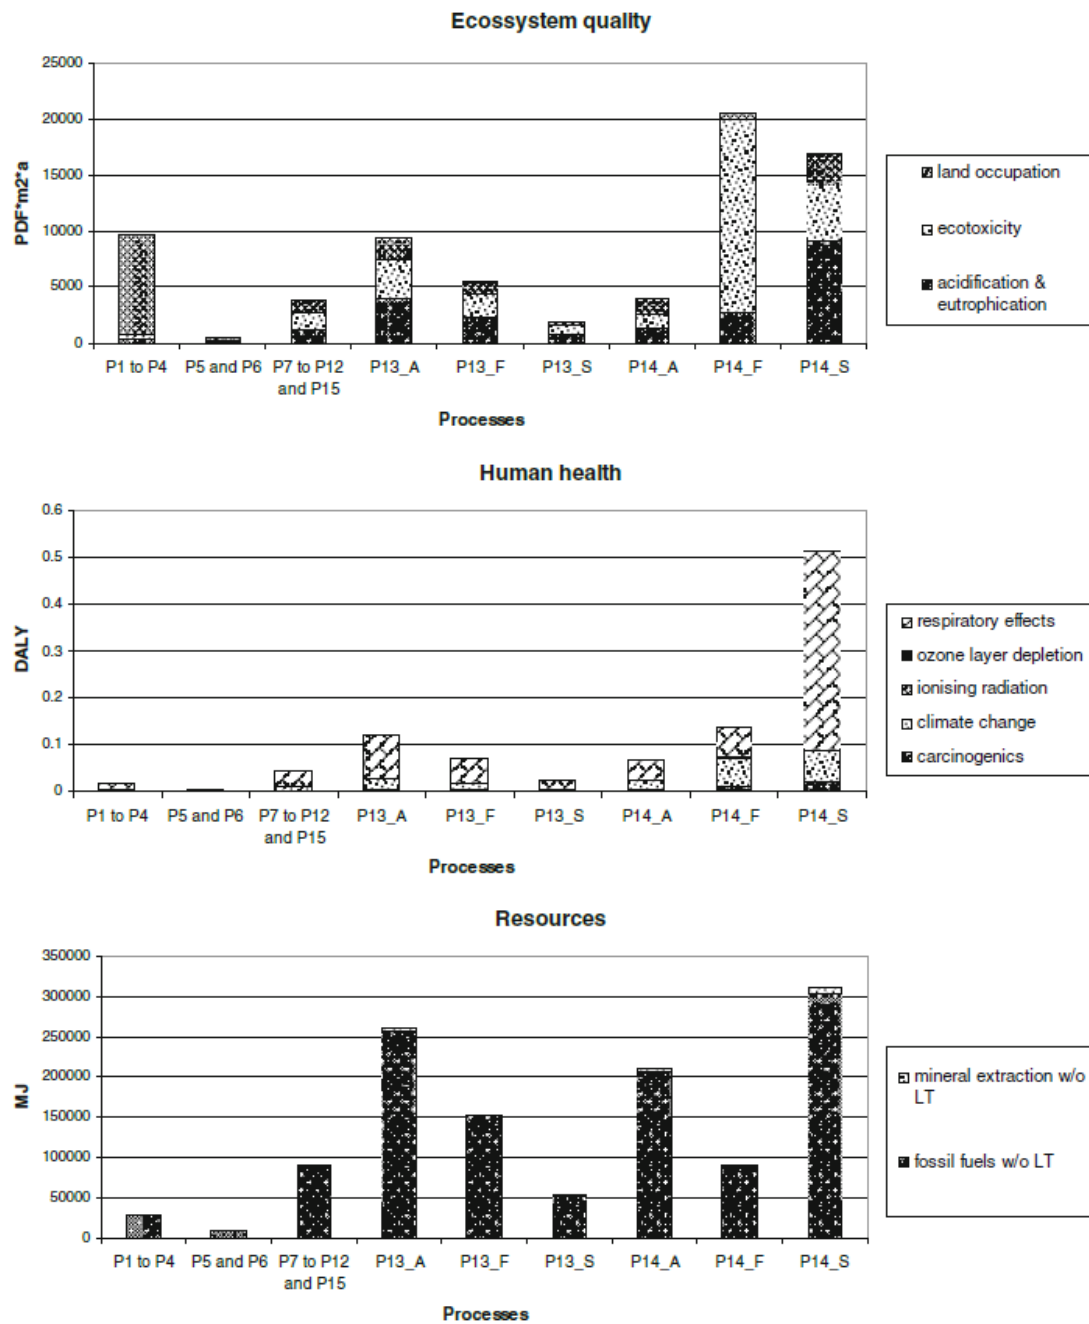 Ecossystem quality
25000
20000
15000
10000
5000
0
PDF*m2*a
P1 to P4 P5 and P6 P7 to P12 P13_A P13_F P13_S P14_A P14_F P14_S
and P15
Processes
land occupation
ecotoxicity
acidification &
eutrophication
Human health
0.6
0.5
0.4
0.3
0.2
0.1
0
DALY
P1 to P4 P5 and P6 P7 to P12 P13_A P13_F P13_S P14_A P14_F P14_S
and P15
Processes
respiratory effects
ozone layer depletion
ionising radiation
climate change
carcinogenics
Resources
350000
300000
250000
200000
150000
100000
50000
0
MJ
P1 to P4 P5 and P6 P7 to P12 P13_A P13_F P13_S P14_A P14_F P14_S
and P15
Processes
mineral extraction w/o
LT
fossil fuels w/o LT